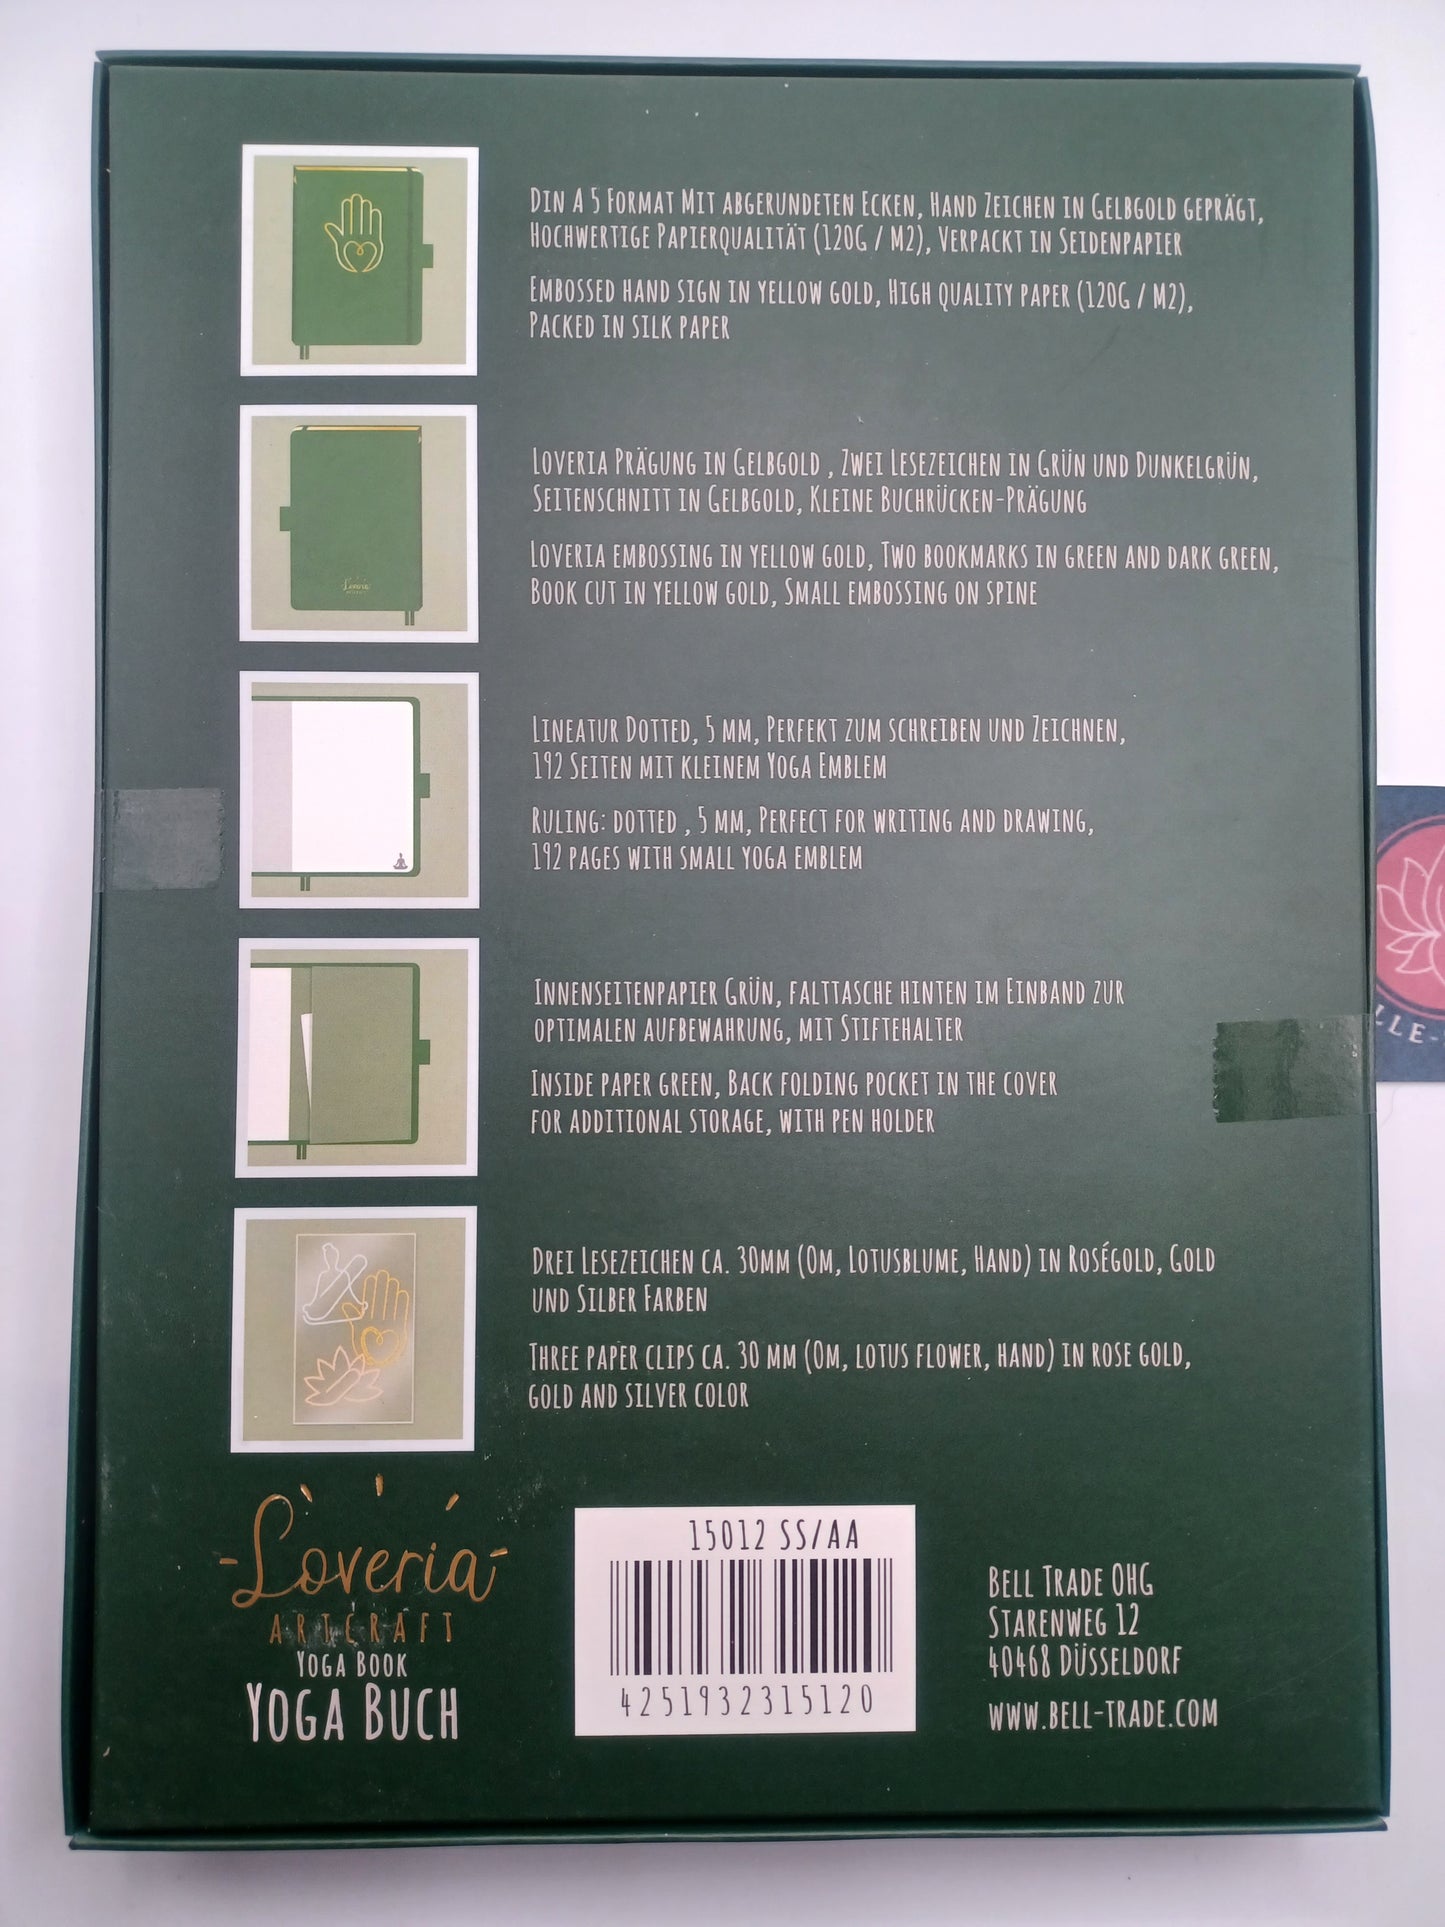 Din A 5 Format Mit abgerundeten Ecken, Hand Zeichen in Gelbgold geprägt,
Hochwertige Papierqualität (120g / m2), Verpackt in Seidenpapier
Embossed hand sign in yellow gold, High quality paper (120g / m2),
Packed in silk paper
Loveria Prägung in Gelbgold , Zwei Lesezeichen in Grün und Dunkelgrün,
Seitenschnitt in Gelbgold, Kleine Buchrücken-Prägung
Loveria embossing in yellow gold, Two bookmarks in green and dark green,
Book cut in yellow gold, Small embossing on spine
Lineatur Dotted, 5 mm, Perfekt zum schreiben und Zeichnen,
192 Seiten mit kleinem Yoga Emblem
Ruling: dotted , 5 mm, Perfect for writing and drawing,
192 pages with small yoga emblem
Innenseitenpapier Grün, falttasche hinten im Einband zur
optimalen aufbewahrung, mit Stiftehalter
Inside paper green, Back folding pocket in the cover
for additional storage, with pen holder
Drei Lesezeichen ca. 30mm (Om, Lotusblume, Hand) in Roségold, Gold
und Silber Farben
Three paper clips ca. 30 mm (Om, lotus flower, hand) in rose gold,
gold and silver color
-Loveria-
ARTCRAFT
Yoga Book
Yoga Buch
15012 SS/AA
4251932315120
Bell Trade OHG
Starenweg 12
40468 Düsseldorf
www.bell-trade.com